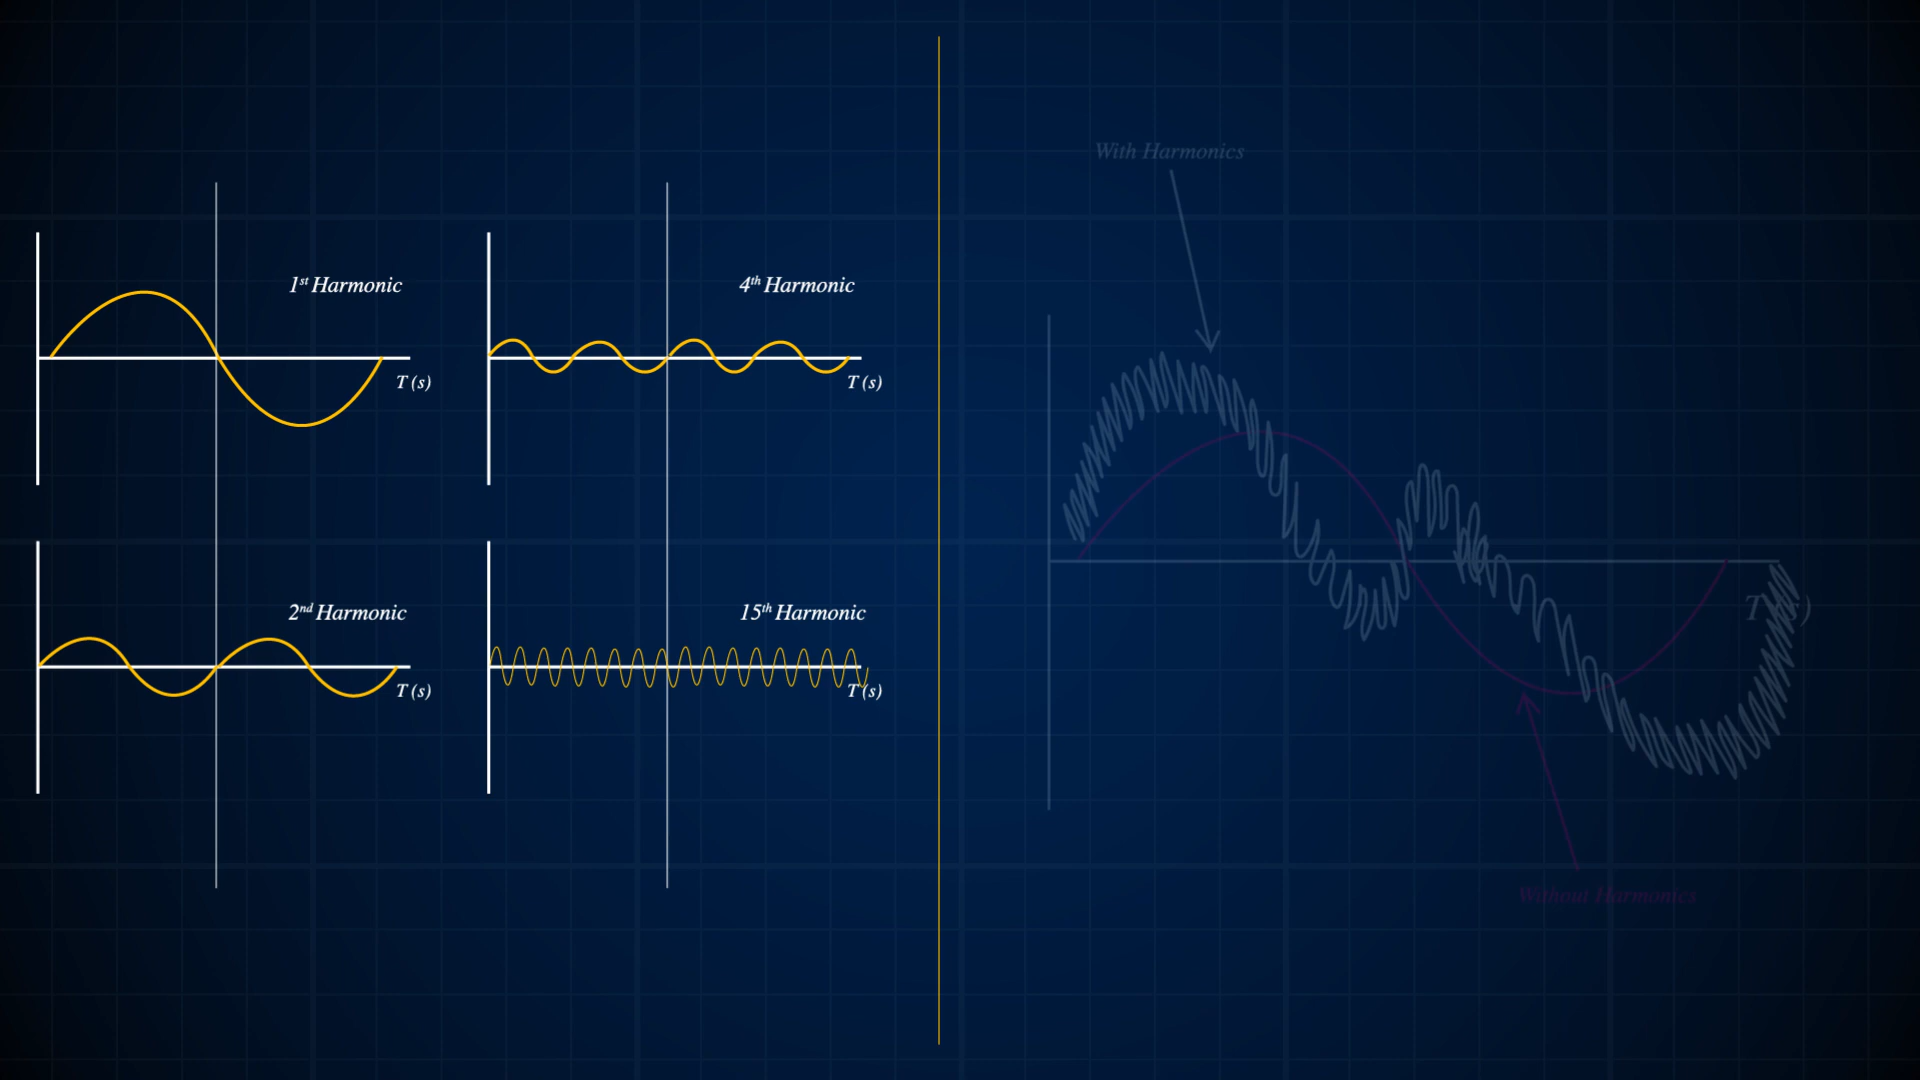 1st Harmonic
T (s)
4th Harmonic
T (s)
2nd Harmonic
T (s)
15th Harmonic
T (s)
With Harmonics
T (s)
Without Harmonics